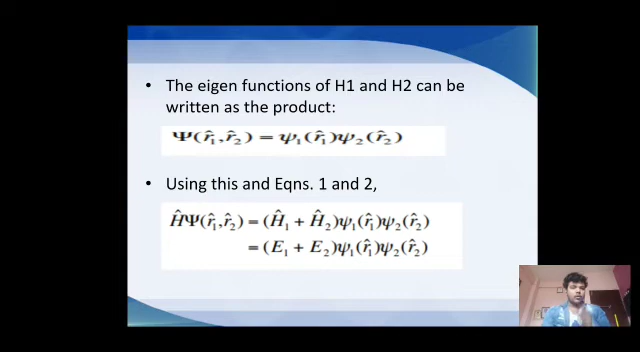 • The eigen functions of H1 and H2 can be
written as the product:
Ψ(r̂₁,r̂₂) = ψ₁(r̂₁)ψ₂(r̂₂)
• Using this and Eqns. 1 and 2,
ĤΨ(r̂₁,r̂₂) = (Ĥ₁ + Ĥ₂)ψ₁(r̂₁)ψ₂(r̂₂)
= (E₁ + E₂)ψ₁(r̂₁)ψ₂(r̂₂)